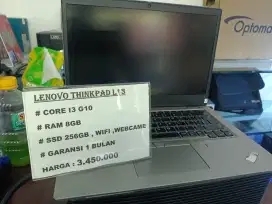 LENOVO THINKPAD L13
# CORE I3 G10
# RAM 8GB
# SSD 256GB , WIFI ,WEBCAME
# GARANSI 1 BULAN
HARGA : 3.450.000
Optoma